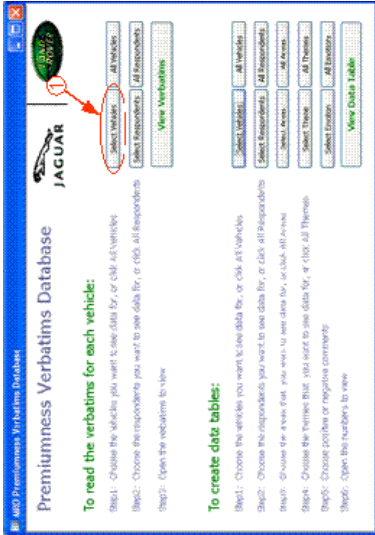 MRD Premiumness Verbatims Database
Premiumness Verbatims Database
JAGUAR
LAND ROVER
1
To read the verbatims for each vehicle:
Step1: Choose the vehicles you want to see data for, or click All Vehicles
Select Vehicles
All Vehicles
Step2: Choose the respondents you want to see data for, or click All Respondents
Select Respondents
All Respondents
Step3: Open the verbatims to view
View Verbatims
To create data tables:
Step1: Choose the vehicles you want to see data for, or click All Vehicles
Select Vehicles
All Vehicles
Step2: Choose the respondents you want to see data for, or click All Respondents
Select Respondents
All Respondents
Step3: Choose the areas that you want to see data for, or click All Areas
Select Areas
All Areas
Step4: Choose the themes that you want to see data for, or click All Themes
Select Theme
All Themes
Step5: Choose positive or negative comments
Select Emotion
All Emotions
Step6: Open the numbers to view
View Data Table